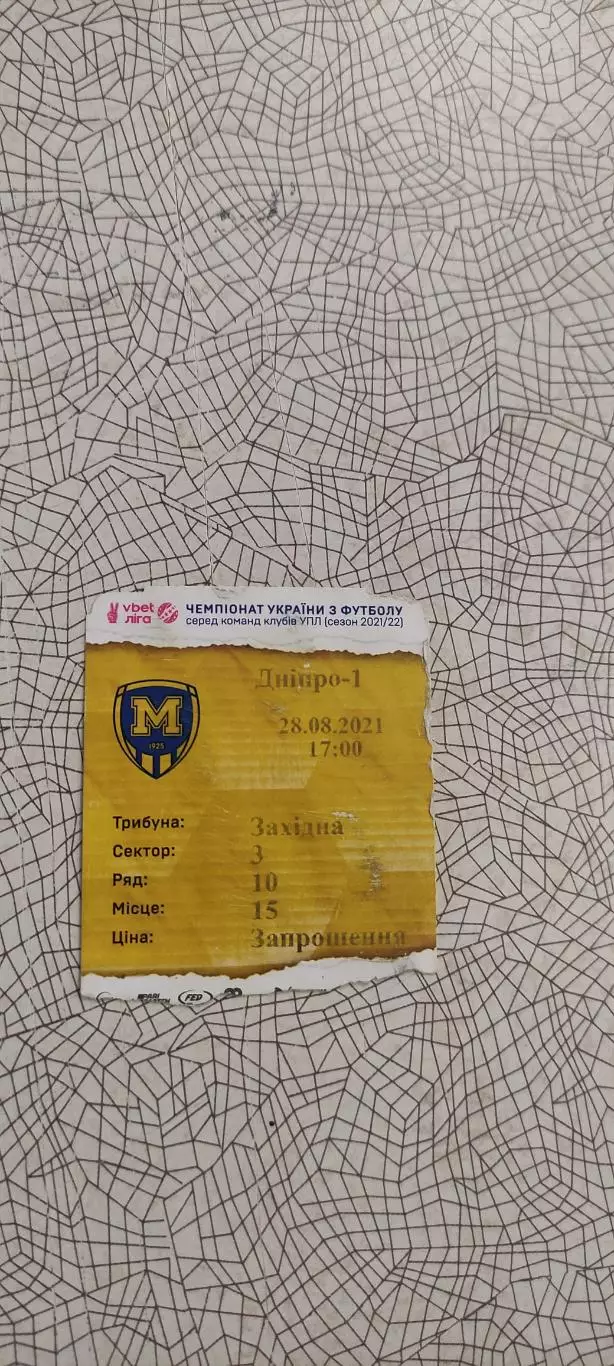 vbet
ліга
ЧЕМПІОНАТ УКРАЇНИ З ФУТБОЛУ
серед команд клубів УПЛ (сезон 2021/22)
Дніпро-1
М
1925
28.08.2021
17:00
Трибуна: Західна
Сектор: 3
Ряд: 10
Місце: 15
Ціна: Запрошення
FED